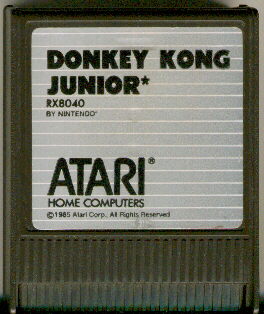 DONKEY KONG
JUNIOR*
RX8040
BY NINTENDO*
ATARI®
HOME COMPUTERS
©1985 Atari Corp. All Rights Reserved